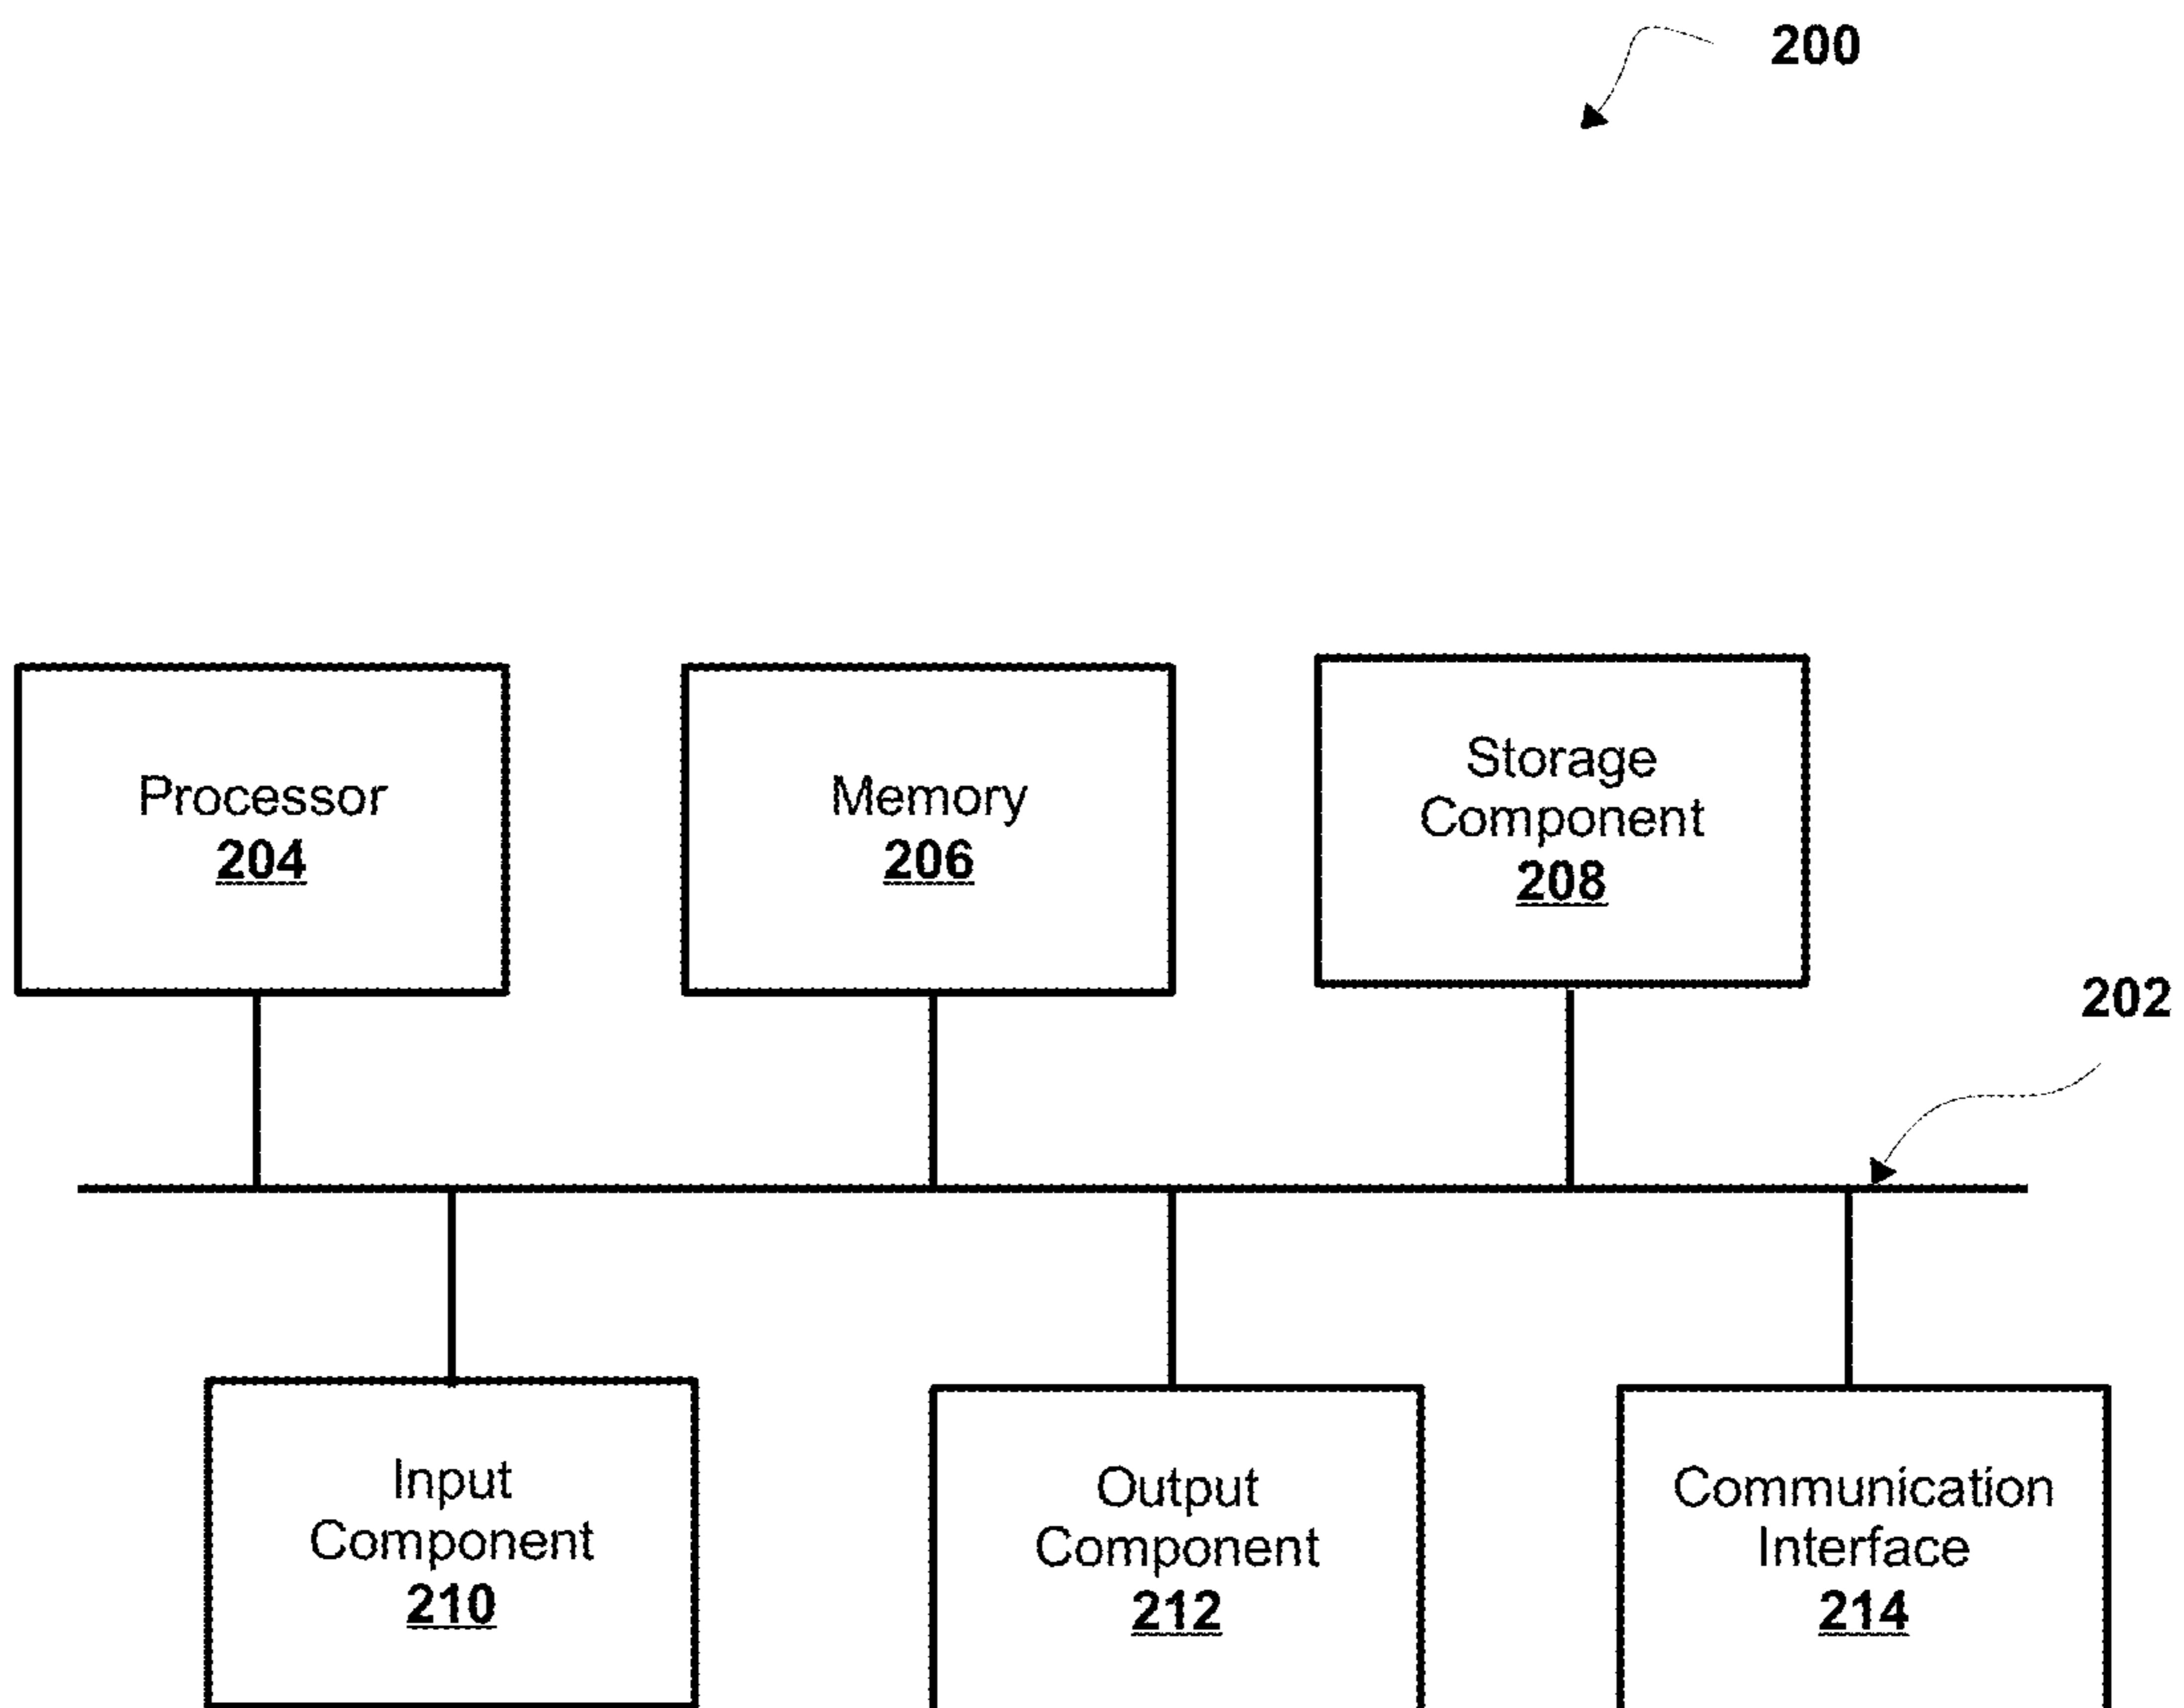 200
Processor
204
Memory
206
Storage
Component
208
202
Input
Component
210
Output
Component
212
Communication
Interface
214